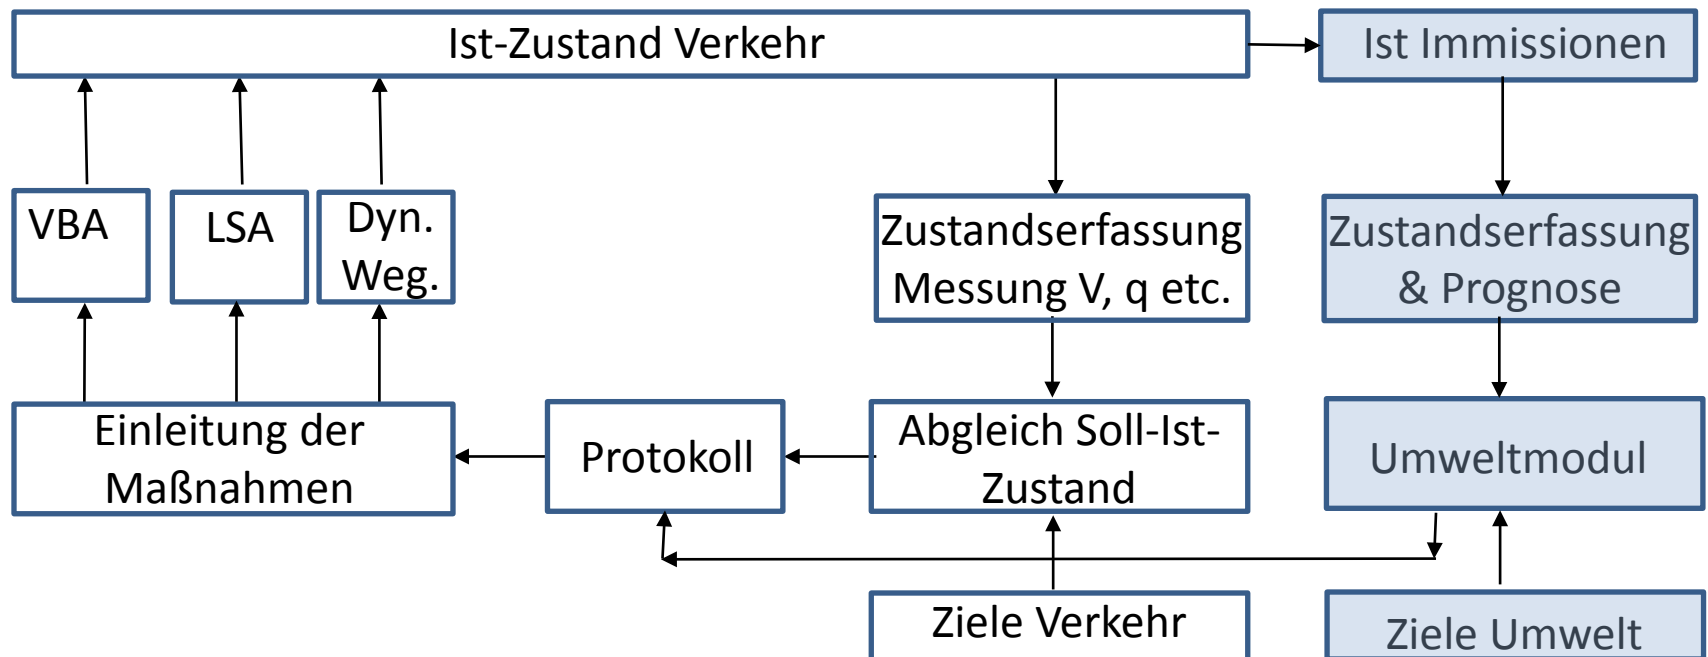 Ist-Zustand Verkehr
Ist Immissionen
VBA
LSA
Dyn.
Weg.
Zustandserfassung
Messung V, q etc.
Zustandserfassung
& Prognose
Einleitung der
Maßnahmen
Protokoll
Abgleich Soll-Ist-
Zustand
Umweltmodul
Ziele Verkehr
Ziele Umwelt